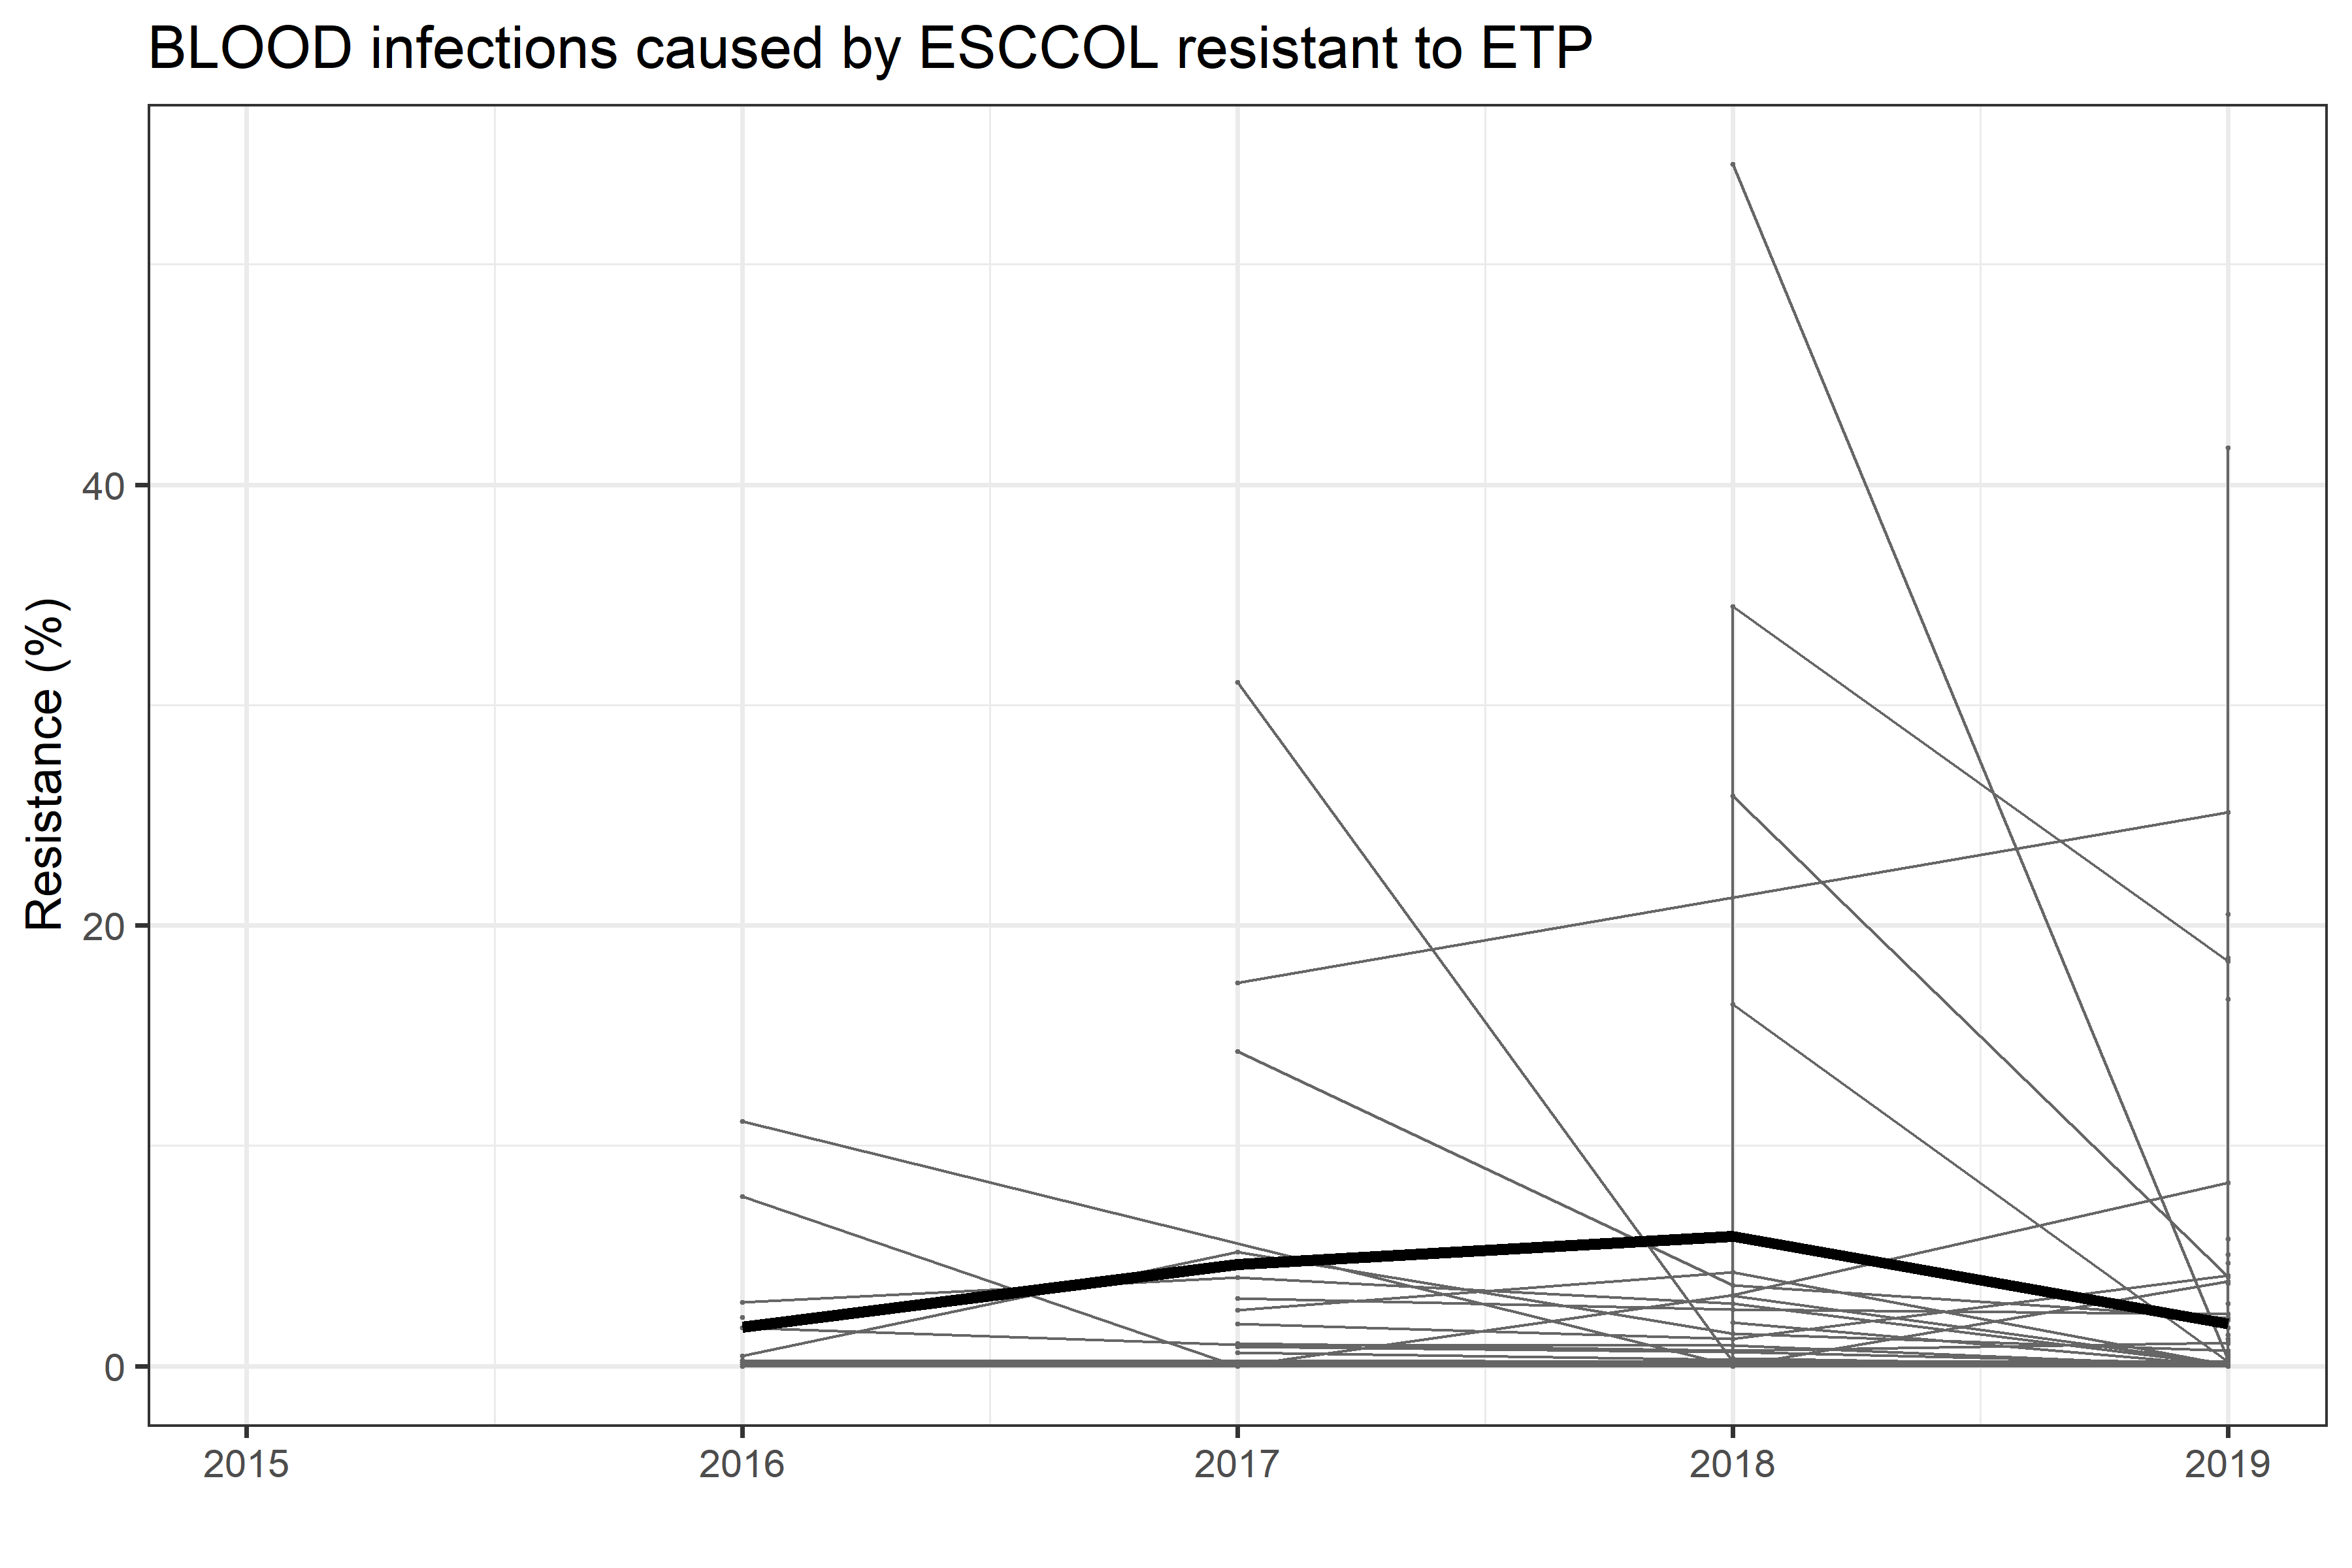 BLOOD infections caused by ESCCOL resistant to ETP
Resistance (%)
40
20
0
2015 2016 2017 2018 2019